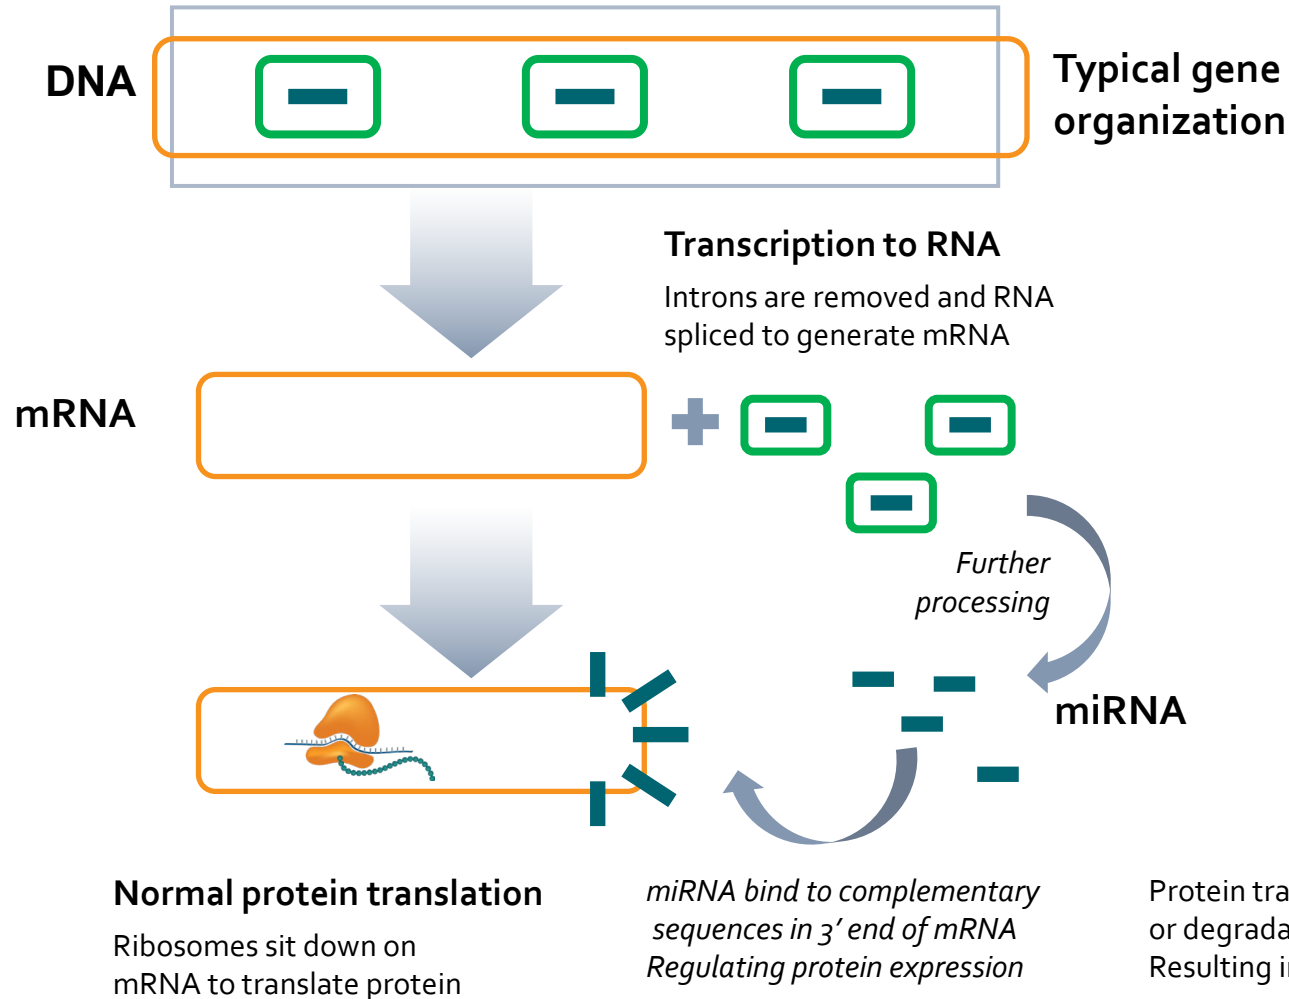 DNA
Typical gene
organization
Transcription to RNA
Introns are removed and RNA
spliced to generate mRNA
mRNA
Further
processing
miRNA
Normal protein translation
Ribosomes sit down on
mRNA to translate protein
miRNA bind to complementary
sequences in 3' end of mRNA
Regulating protein expression
Protein
or
Resulting